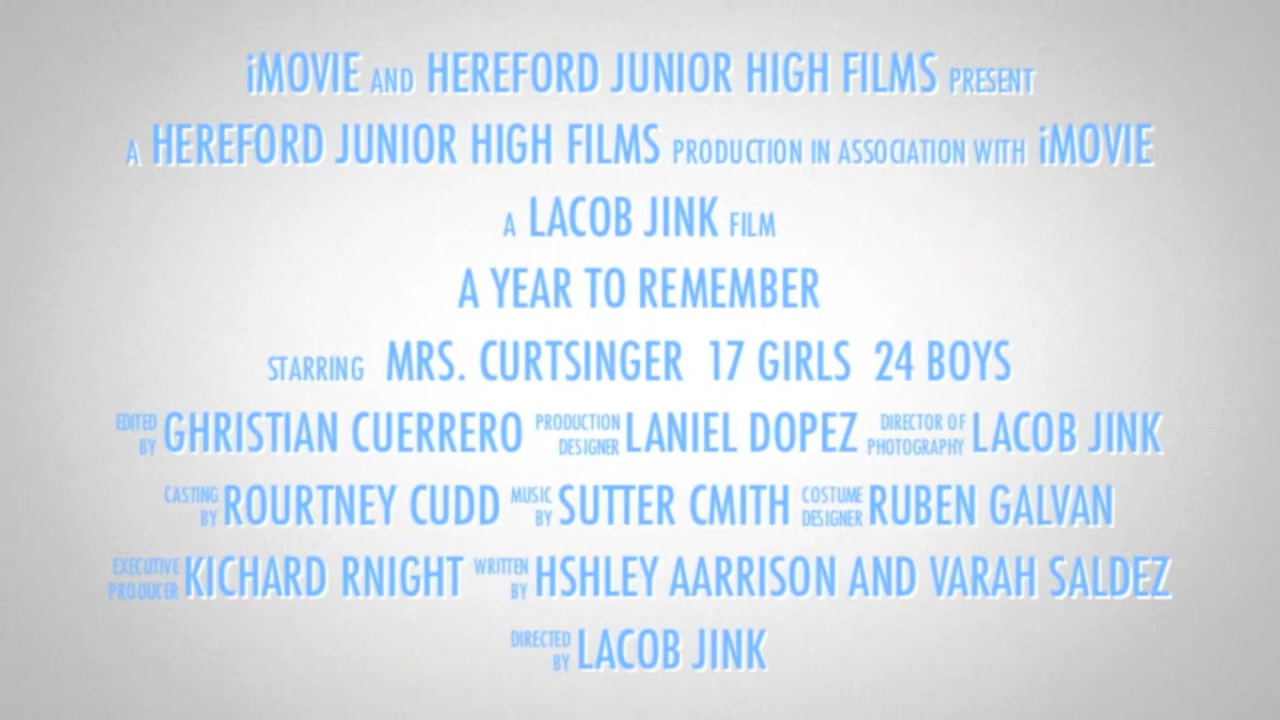 iMOVIE AND HEREFORD JUNIOR HIGH FILMS PRESENT
A HEREFORD JUNIOR HIGH FILMS PRODUCTION IN ASSOCIATION WITH iMOVIE
A LACOB JINK FILM
A YEAR TO REMEMBER
STARRING MRS. CURTSINGER 17 GIRLS 24 BOYS
EDITED BY GHRISTIAN CUERRERO PRODUCTION DESIGNER LANIEL DOPEZ DIRECTOR OF PHOTOGRAPHY LACOB JINK
CASTING BY ROURTNEY CUDD MUSIC BY SUTTER CMITH COSTUME DESIGNER RUBEN GALVAN
EXECUTIVE PRODUCER KICHARD RNIGHT WRITTEN BY HSHLEY AARRISON AND VARAH SALDEZ
DIRECTED BY LACOB JINK